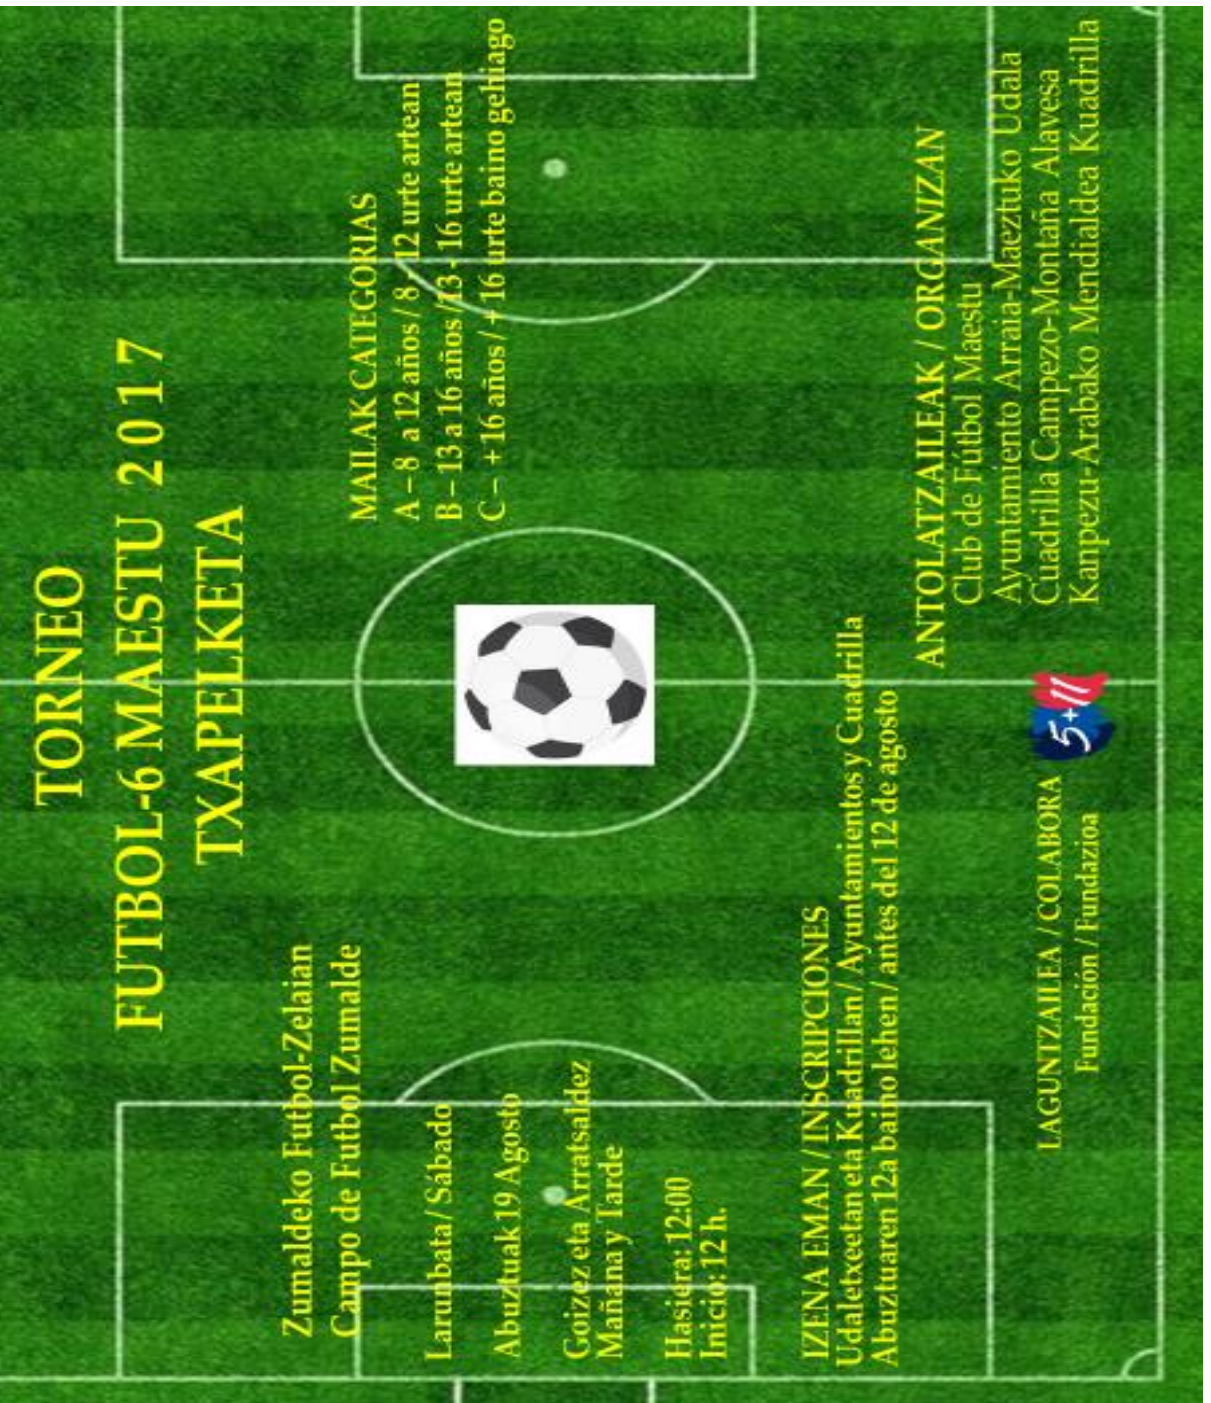 TORNEO
FUTBOL-6 MAESTU 2017
TXAPELKETA
Zumaldeko Futbol-Zelaian
Campo de Futbol Zumalde
Larunbata / Sábado
Abuztuak 19 Agosto
Goizez eta Arratsaldez
Mañana y Tarde
Hasiera: 12:00
Inicio: 12 h.
MAILAK CATEGORIAS
A – 8 a 12 años / 8 - 12 urte artean
B – 13 a 16 años / 13 - 16 urte artean
C – + 16 años / + 16 urte baino gehiago
IZENA EMAN / INSCRIPCIONES
Udaletxeetan eta Kuadrillan / Ayuntamientos y Cuadrilla
Abuztuaren 12a baino lehen / antes del 12 de agosto
ANTOLATZAILEAK / ORGANIZAN
Club de Fútbol Maestu
Ayuntamiento Arraia-Maeztuko Udala
Cuadrilla Campezo-Montaña Alavesa
Kanpezu-Arabako Mendialdea Kuadrilla
LAGUNTZAILEA / COLABORA
Fundación / Fundazioa
5+11